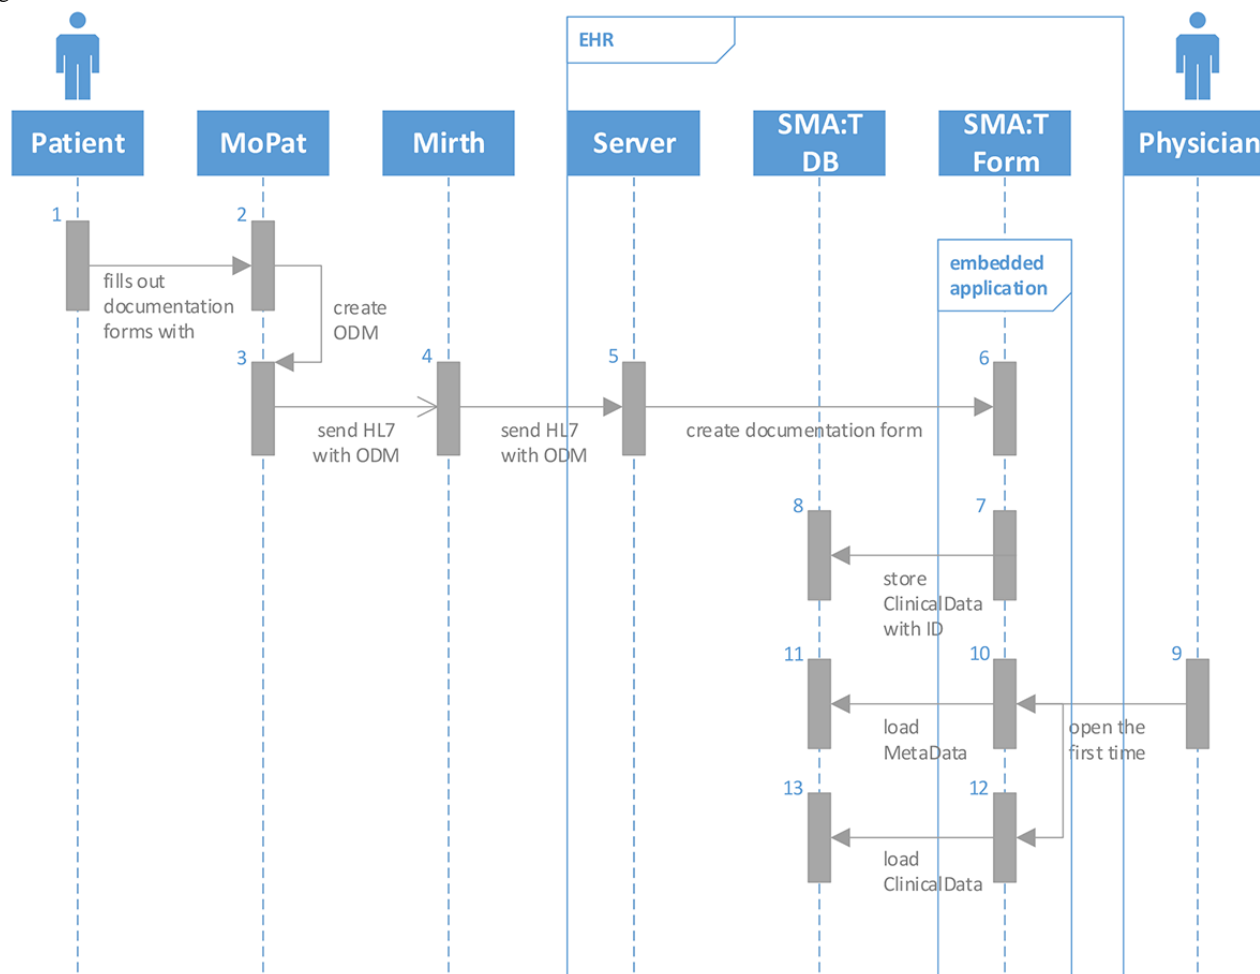 EHR
Patient
MoPat
Mirth
Server
SMA:T
DB
SMA:T
Form
Physician
1
2
fills out
documentation
forms with
create
ODM
embedded
application
3
4
5
6
send HL7
with ODM
send HL7
with ODM
create documentation form
8
7
store
ClinicalData
with ID
11
10
9
load
MetaData
open the
first time
13
12
load
ClinicalData